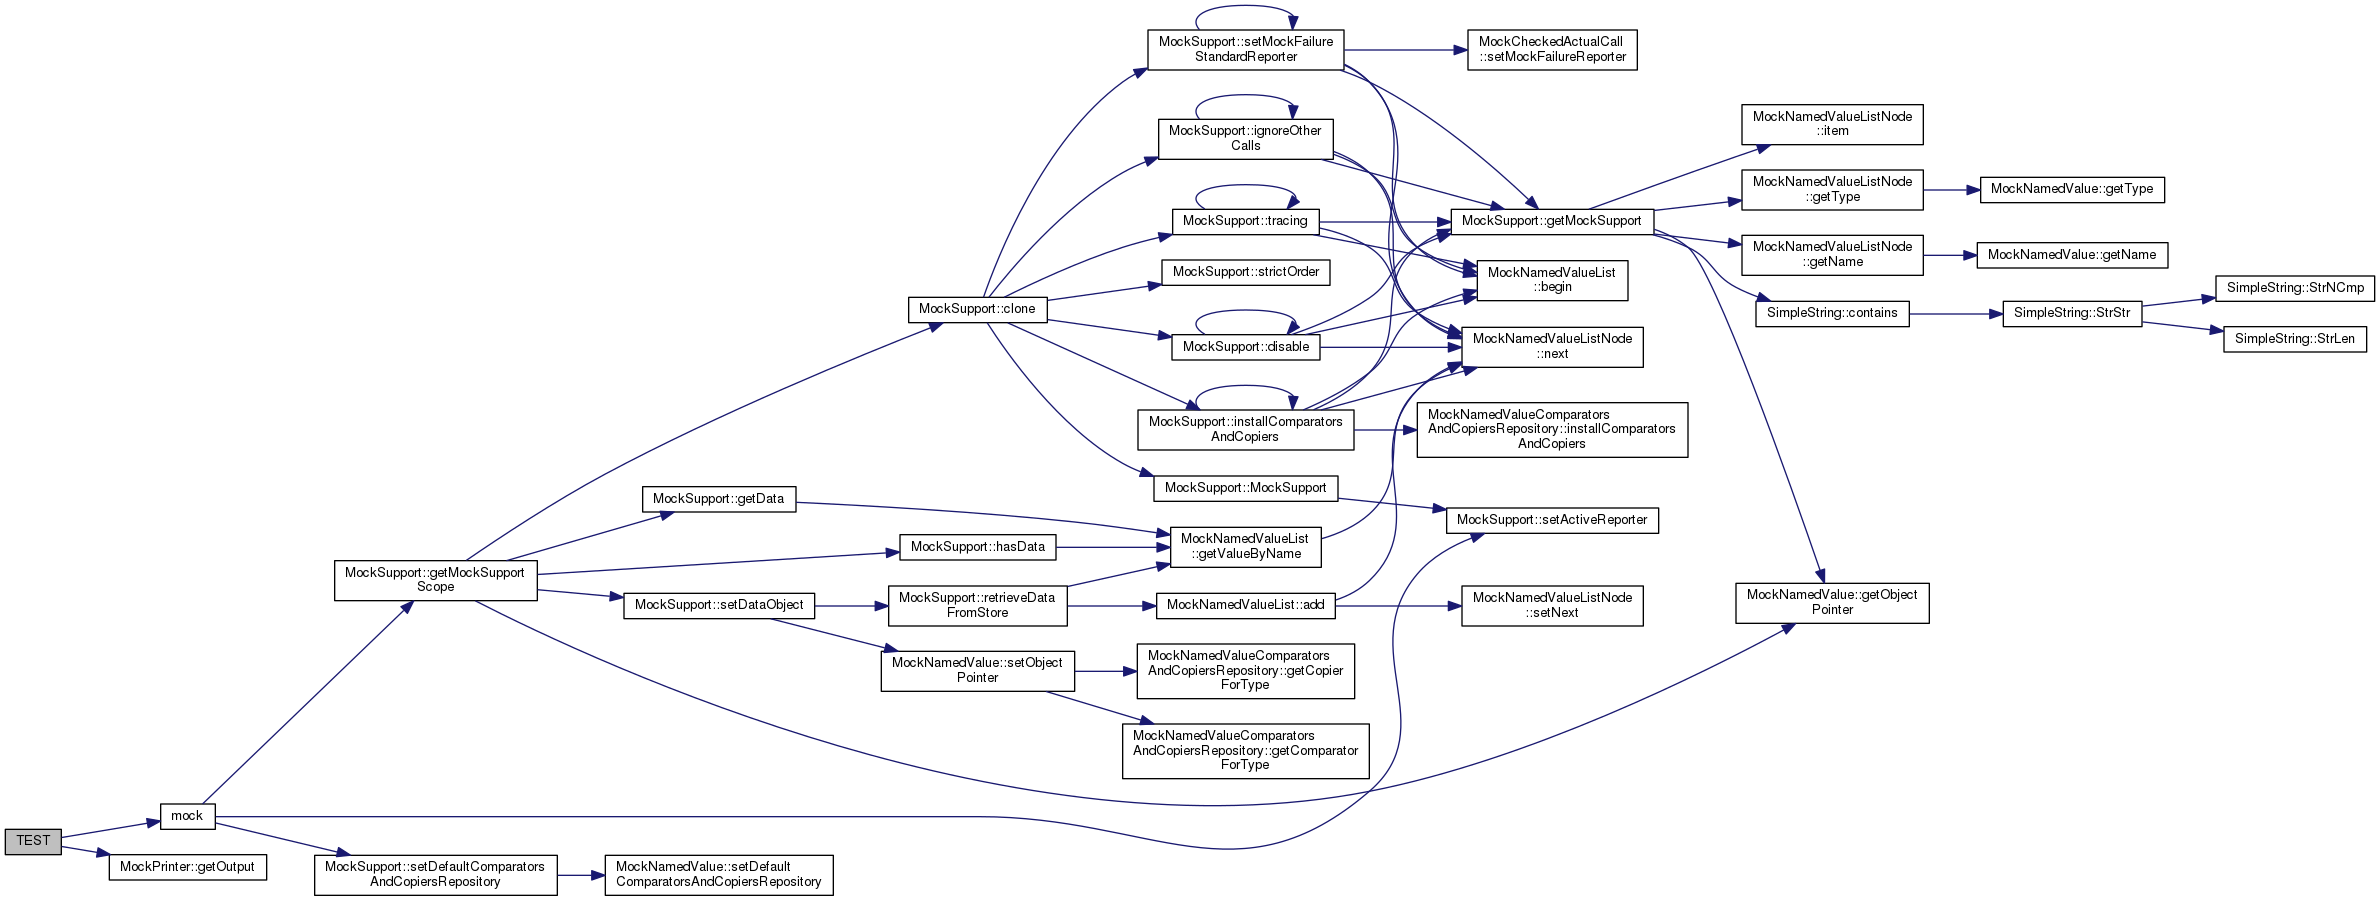 MockSupport::setMockFailure
StandardReporter
MockCheckedActualCall
::setMockFailureReporter
MockSupport::ignoreOther
Calls
MockNamedValueListNode
::item
MockSupport::tracing
MockSupport::getMockSupport
MockNamedValueListNode
::getType
MockNamedValue::getType
MockNamedValueListNode
::getName
MockNamedValue::getName
MockSupport::strictOrder
MockNamedValueList
::begin
SimpleString::StrNCmp
MockSupport::clone
SimpleString::contains
SimpleString::StrStr
MockSupport::disable
MockNamedValueListNode
::next
SimpleString::StrLen
MockSupport::installComparators
AndCopiers
MockNamedValueComparators
AndCopiersRepository::installComparators
AndCopiers
MockSupport::MockSupport
MockSupport::getData
MockSupport::setActiveReporter
MockSupport::hasData
MockNamedValueList
::getValueByName
MockSupport::getMockSupport
Scope
MockSupport::setDataObject
MockSupport::retrieveData
FromStore
MockNamedValueList::add
MockNamedValueListNode
::setNext
MockNamedValue::getObject
Pointer
MockNamedValue::setObject
Pointer
MockNamedValueComparators
AndCopiersRepository::getCopier
ForType
MockNamedValueComparators
AndCopiersRepository::getComparator
ForType
mock
TEST
MockPrinter::getOutput
MockSupport::setDefaultComparators
AndCopiersRepository
MockNamedValue::setDefault
ComparatorsAndCopiersRepository